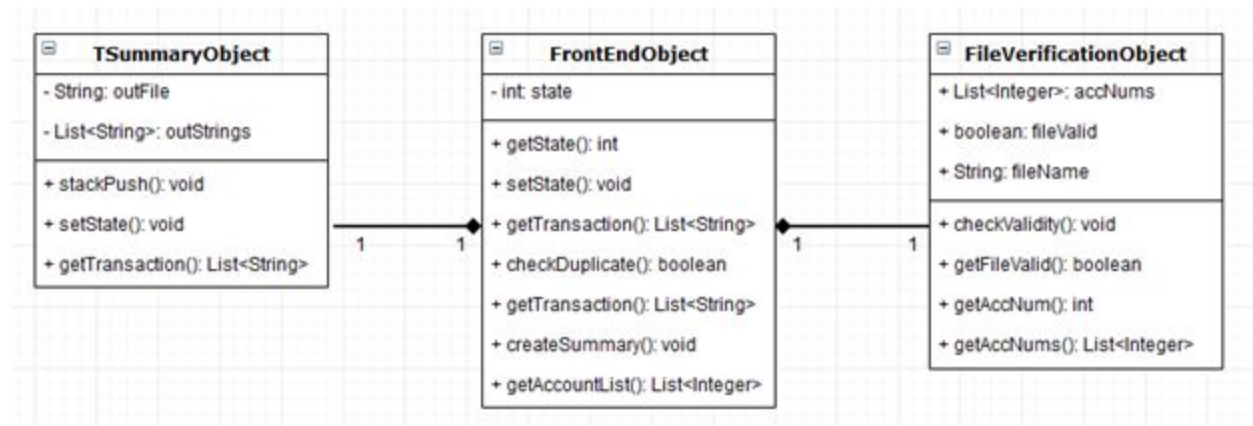 TSummaryObject
- String: outFile
- List<String>: outStrings
+ stackPush(): void
+ setState(): void
+ getTransaction(): List<String>
1
1
FrontEndObject
- int: state
+ getState(): int
+ setState(): void
+ getTransaction(): List<String>
+ checkDuplicate(): boolean
+ getTransaction(): List<String>
+ createSummary(): void
+ getAccountList(): List<Integer>
1
1
FileVerificationObject
+ List<Integer>: accNums
+ boolean: fileValid
+ String: fileName
+ checkValidity(): void
+ getFileValid(): boolean
+ getAccNum(): int
+ getAccNums(): List<Integer>